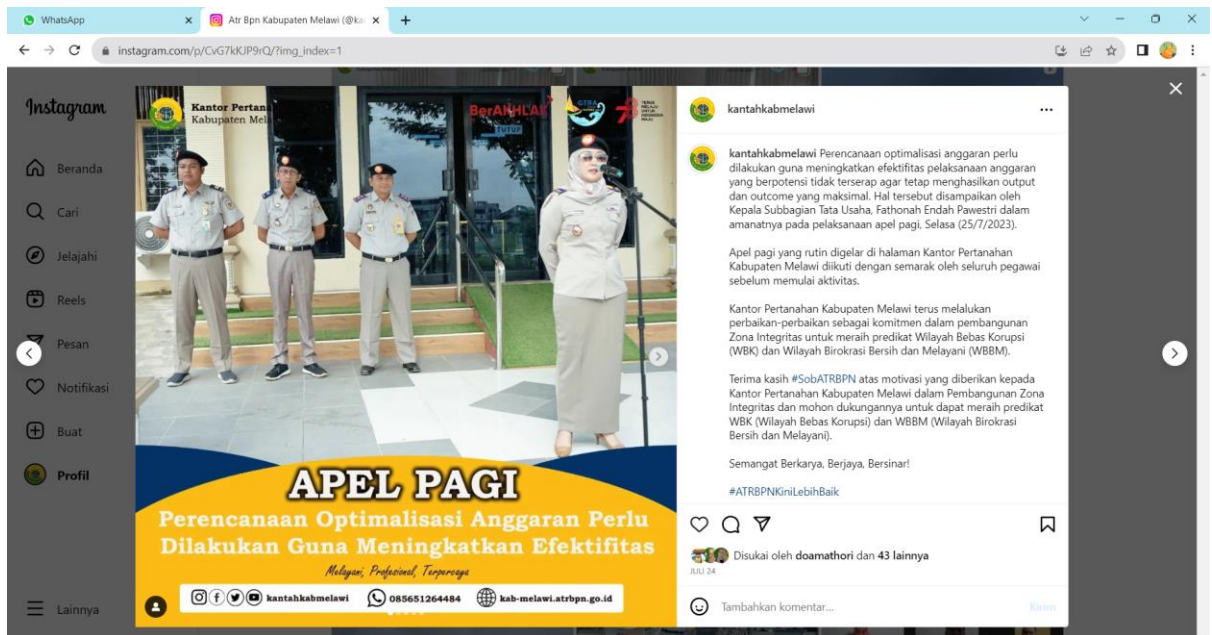 WhatsApp
Atr Bpn Kabupaten Melawi (@ka
instagram.com/p/CvG7kKJP9rQ/?img_index=1
Instagram
Beranda
Cari
Jelajahi
Reels
Pesan
Notifikasi
Buat
Profil
Lainnya
Kantor Pertana
Kabupaten Mel
BerAKHLAK
GTRA
TERUS
MELAJU
UNTUK
INDONESIA
MAJU
TUTUP
APEL PAGI
Perencanaan Optimalisasi Anggaran Perlu
Dilakukan Guna Meningkatkan Efektifitas
Melayani, Profesional, Terpercaya
kantahkabmelawi 085651264484 kab-melawi.atrbpn.go.id
kantahkabmelawi
kantahkabmelawi Perencanaan optimalisasi anggaran perlu
dilakukan guna meningkatkan efektifitas pelaksanaan anggaran
yang berpotensi tidak terserap agar tetap menghasilkan output
dan outcome yang maksimal. Hal tersebut disampaikan oleh
Kepala Subbagian Tata Usaha, Fathonah Endah Pawestri dalam
amanatnya pada pelaksanaan apel pagi, Selasa (25/7/2023).
Apel pagi yang rutin digelar di halaman Kantor Pertanahan
Kabupaten Melawi diikuti dengan semarak oleh seluruh pegawai
sebelum memulai aktivitas.
Kantor Pertanahan Kabupaten Melawi terus melalukan
perbaikan-perbaikan sebagai komitmen dalam pembangunan
Zona Integritas untuk meraih predikat Wilayah Bebas Korupsi
(WBK) dan Wilayah Birokrasi Bersih dan Melayani (WBBM).
Terima kasih #SobATRBPN atas motivasi yang diberikan kepada
Kantor Pertanahan Kabupaten Melawi dalam Pembangunan Zona
Integritas dan mohon dukungannya untuk dapat meraih predikat
WBK (Wilayah Bebas Korupsi) dan WBBM (Wilayah Birokrasi
Bersih dan Melayani).
Semangat Berkarya, Berjaya, Bersinar!
#ATRBPNKiniLebihBaik
Disukai oleh doamathori dan 43 lainnya
JULI 24
Tambahkan komentar...
Kirim